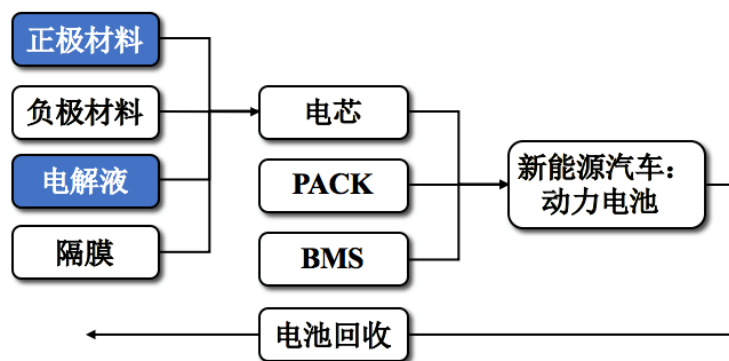 正极材料
负极材料
电解液
隔膜
电芯
PACK
BMS
新能源汽车：
动力电池
电池回收